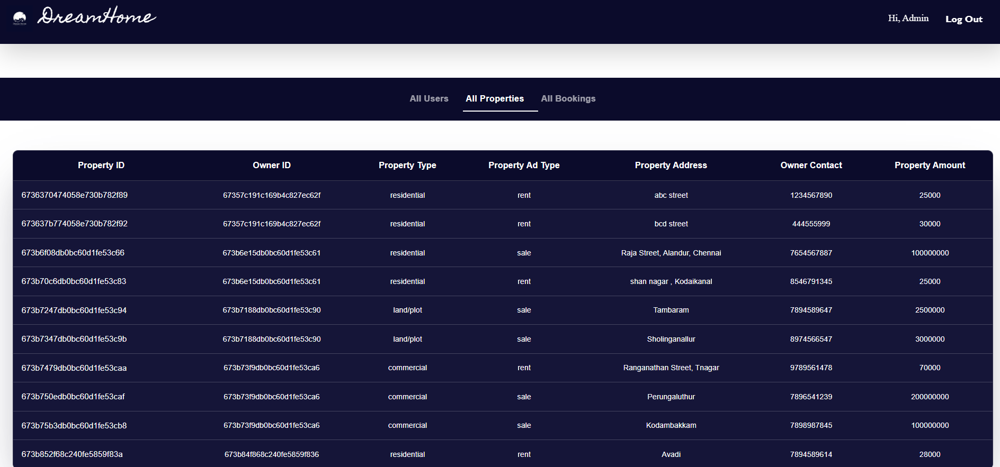 DreamHome
Hi, Admin
Log Out
All Users All Properties All Bookings
Property ID Owner ID Property Type Property Ad Type Property Address Owner Contact Property Amount
6736370474058e730b782f89 67357c191c169b4c827ec62f residential rent abc street 1234567890 25000
673637b774058e730b782f92 67357c191c169b4c827ec62f residential rent bcd street 444555999 30000
673b6f08db0bc60d1fe53c66 673b6e15db0bc60d1fe53c61 residential sale Raja Street, Alandur, Chennai 7654567887 100000000
673b70c6db0bc60d1fe53c83 673b6e15db0bc60d1fe53c61 residential rent shan nagar , Kodaikanal 8546791345 25000
673b7247db0bc60d1fe53c94 673b7188db0bc60d1fe53c90 land/plot sale Tambaram 7894589647 2500000
673b7347db0bc60d1fe53c9b 673b7188db0bc60d1fe53c90 land/plot sale Sholinganallur 8974566547 3000000
673b7479db0bc60d1fe53caa 673b73f9db0bc60d1fe53ca6 commercial rent Ranganathan Street, Tnagar 9789561478 70000
673b750edb0bc60d1fe53caf 673b73f9db0bc60d1fe53ca6 commercial sale Perungaluthur 7896541239 200000000
673b75b3db0bc60d1fe53cb8 673b73f9db0bc60d1fe53ca6 commercial sale Kodambakkam 7898987845 100000000
673b852f68c240fe5859f83a 673b84f868c240fe5859f836 residential rent Avadi 7894589614 28000